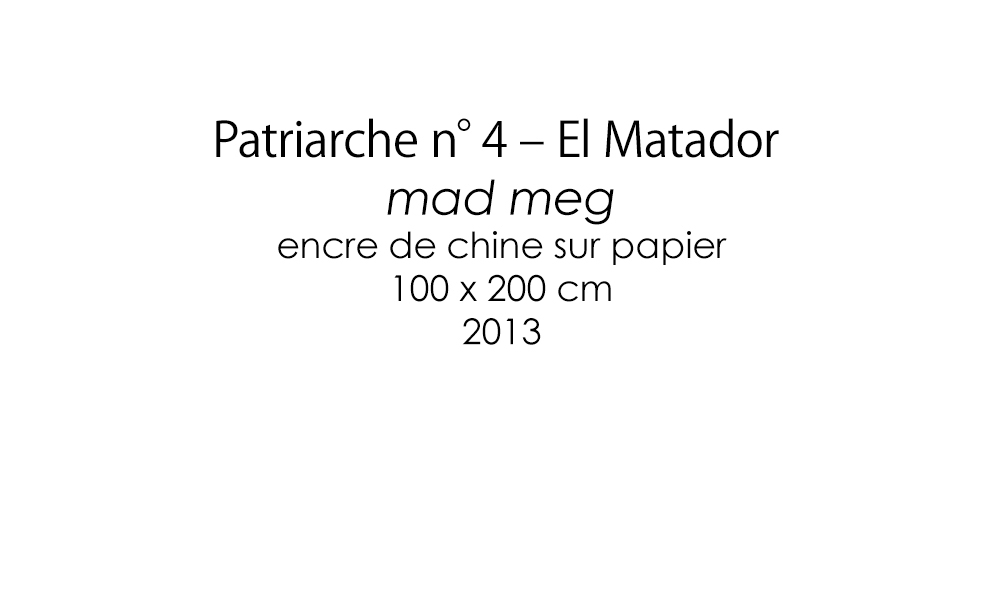 Patriarche n° 4 – El Matador
mad meg
encre de chine sur papier
100 x 200 cm
2013